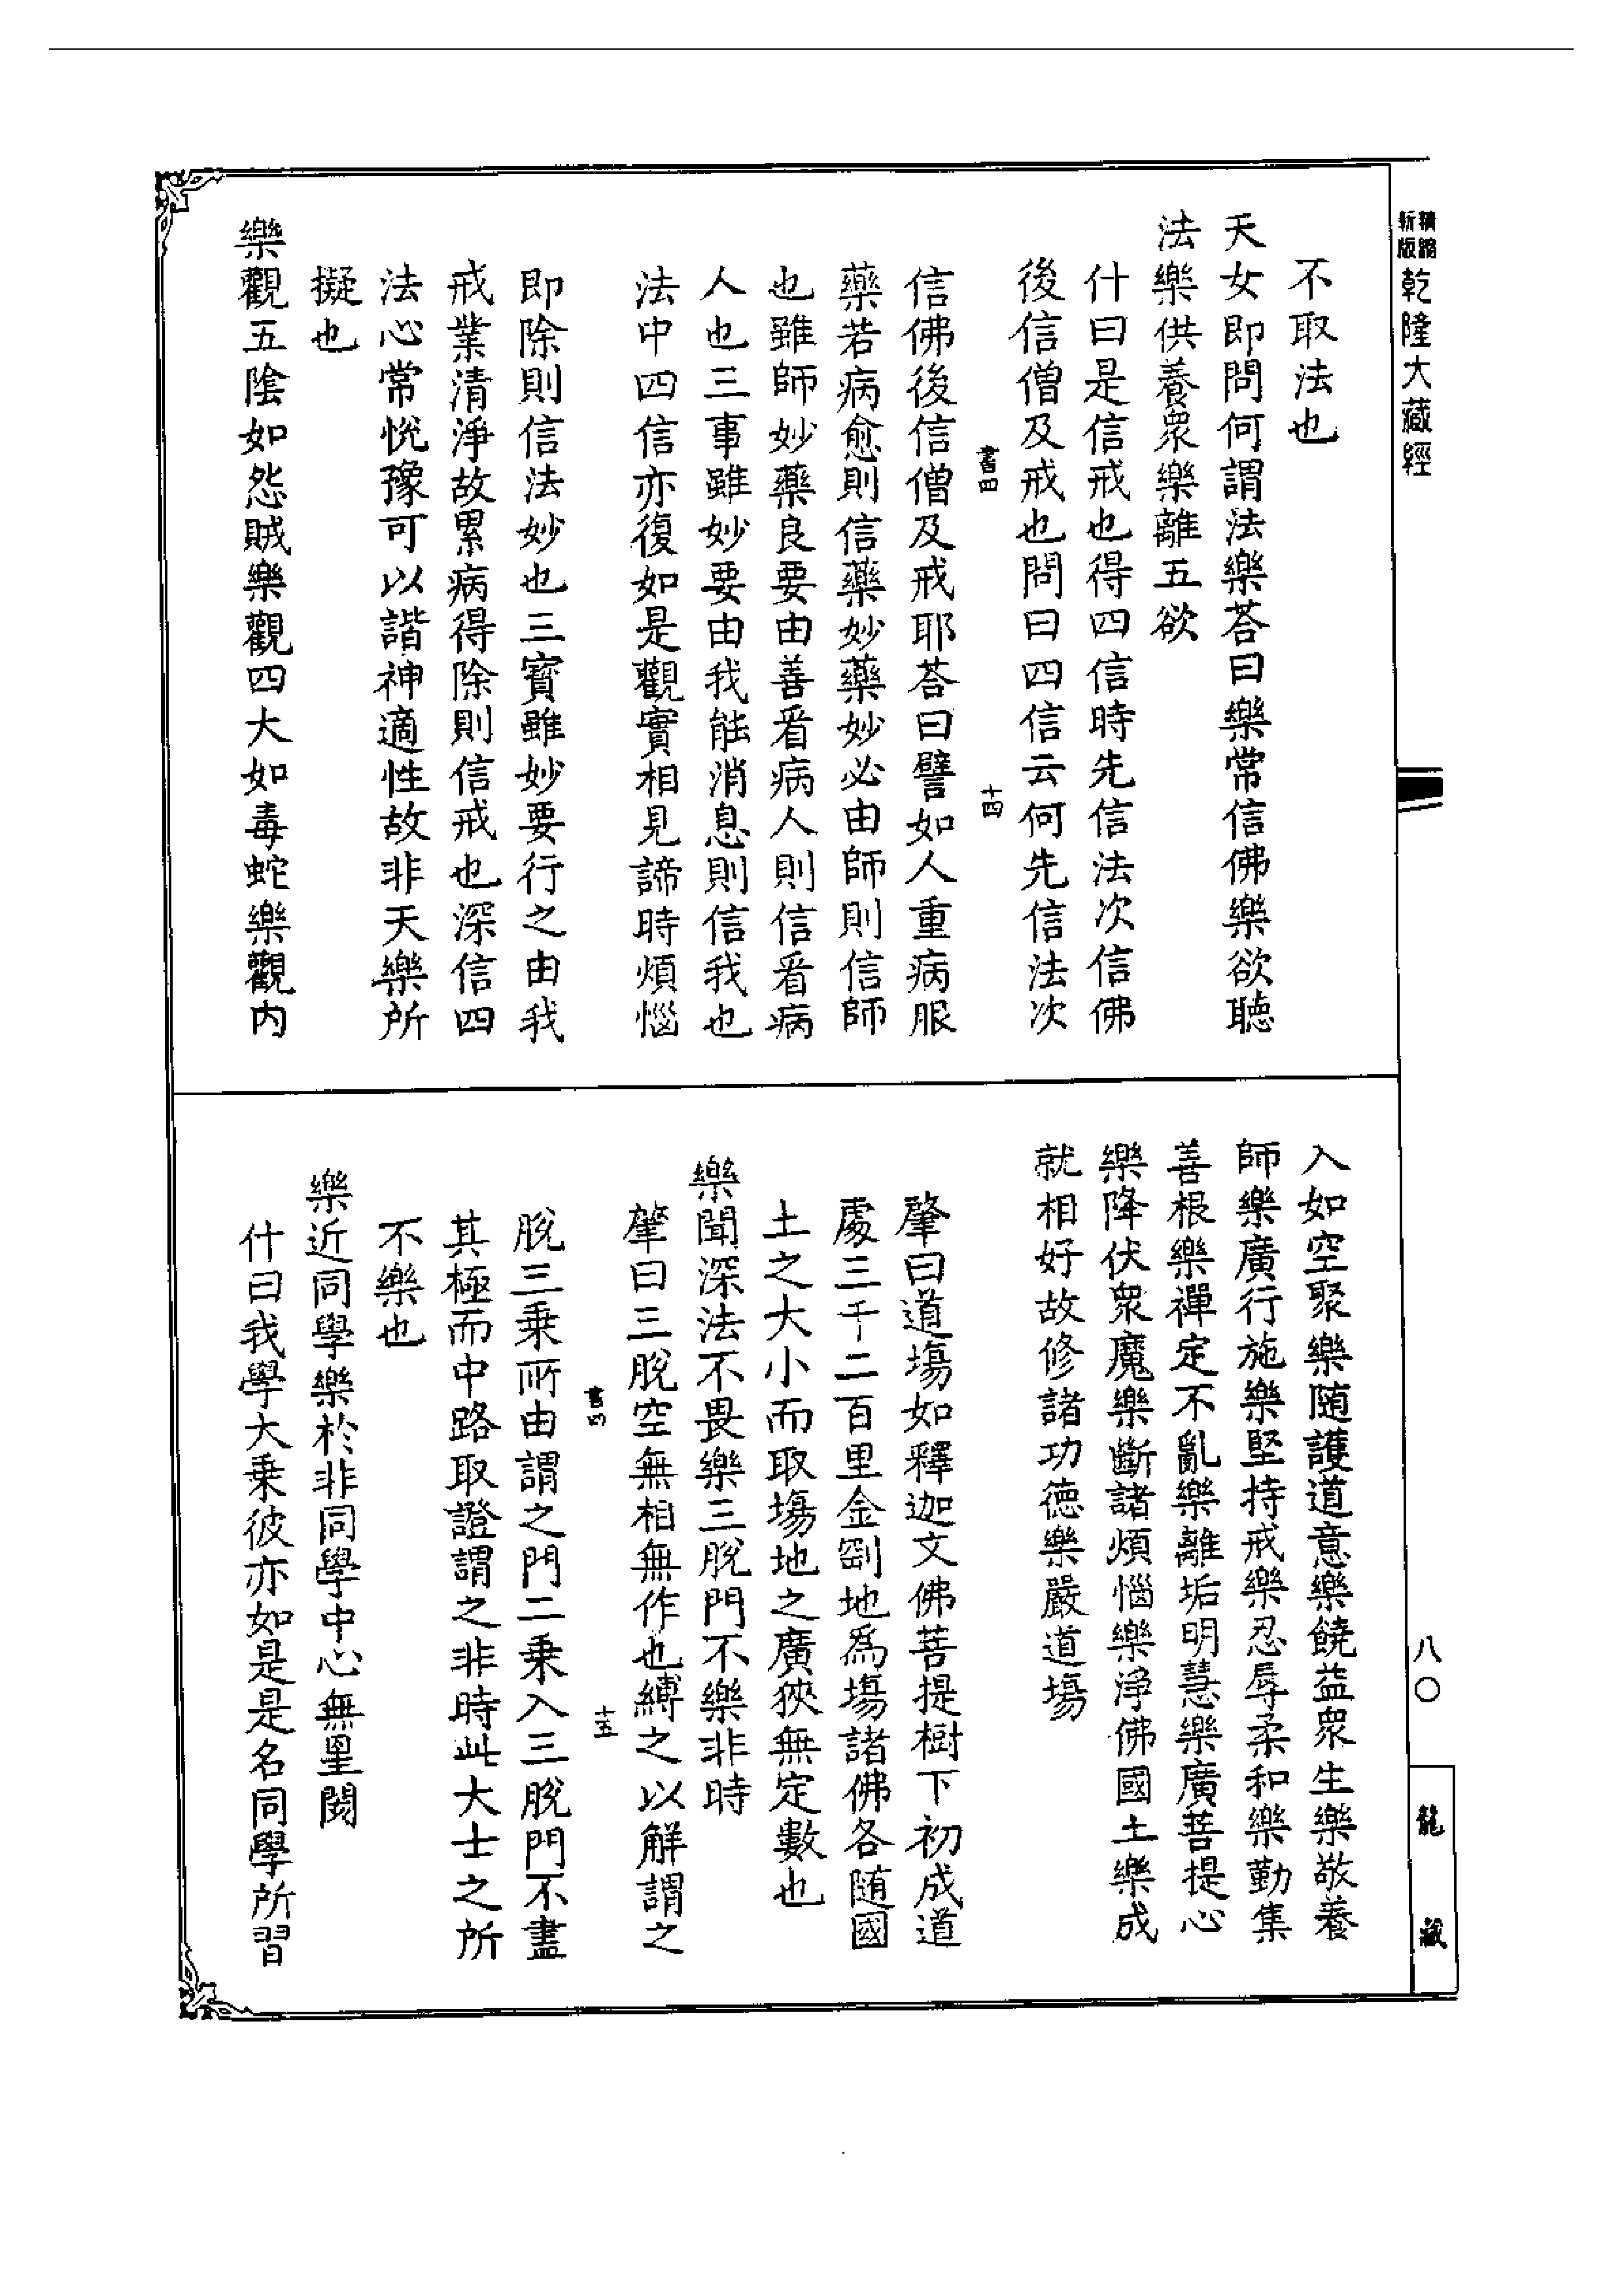 精縮新版乾隆大藏經
不取法也
天女即問何謂法樂荅曰樂常信佛樂欲聽
法樂供養衆樂離五欲
什曰是信戒也得四信時先信法次信佛
後信僧及戒也問曰四信云何先信法次
書四 十四
信佛後信僧及戒耶荅曰譬如人重病服
藥若病愈則信藥妙藥妙必由師則信師
也雖師妙藥良要由善看病人則信看病
人也三事雖妙要由我能消息則信我也
法中四信亦復如是觀實相見諦時煩惱
即除則信法妙也三寶雖妙要行之由我
戒業清淨故累病得除則信戒也深信四
法心常悅豫可以諧神適性故非天樂所
擬也
樂觀五陰如怨賊樂觀四大如毒蛇樂觀内
入如空聚樂随護道意樂饒益衆生樂敬養
師樂廣行施樂堅持戒樂忍辱柔和樂勤集
善根樂禪定不亂樂離垢明慧樂廣菩提心
樂降伏衆魔樂斷諸煩惱樂淨佛國土樂成
就相好故修諸功德樂嚴道場
肇曰道場如釋迦文佛菩提樹下初成道
處三千二百里金剛地爲場諸佛各随國
土之大小而取場地之廣狹無定數也
樂聞深法不畏樂三脫門不樂非時
肇曰三脫空無相無作也縛之以解謂之
書四 十五
脫三乘所由謂之門二乘入三脫門不盡
其極而中路取證謂之非時此大士之所
不樂也
樂近同學樂於非同學中心無罣閡
什曰我學大乘彼亦如是是名同學所習
八〇
龍藏